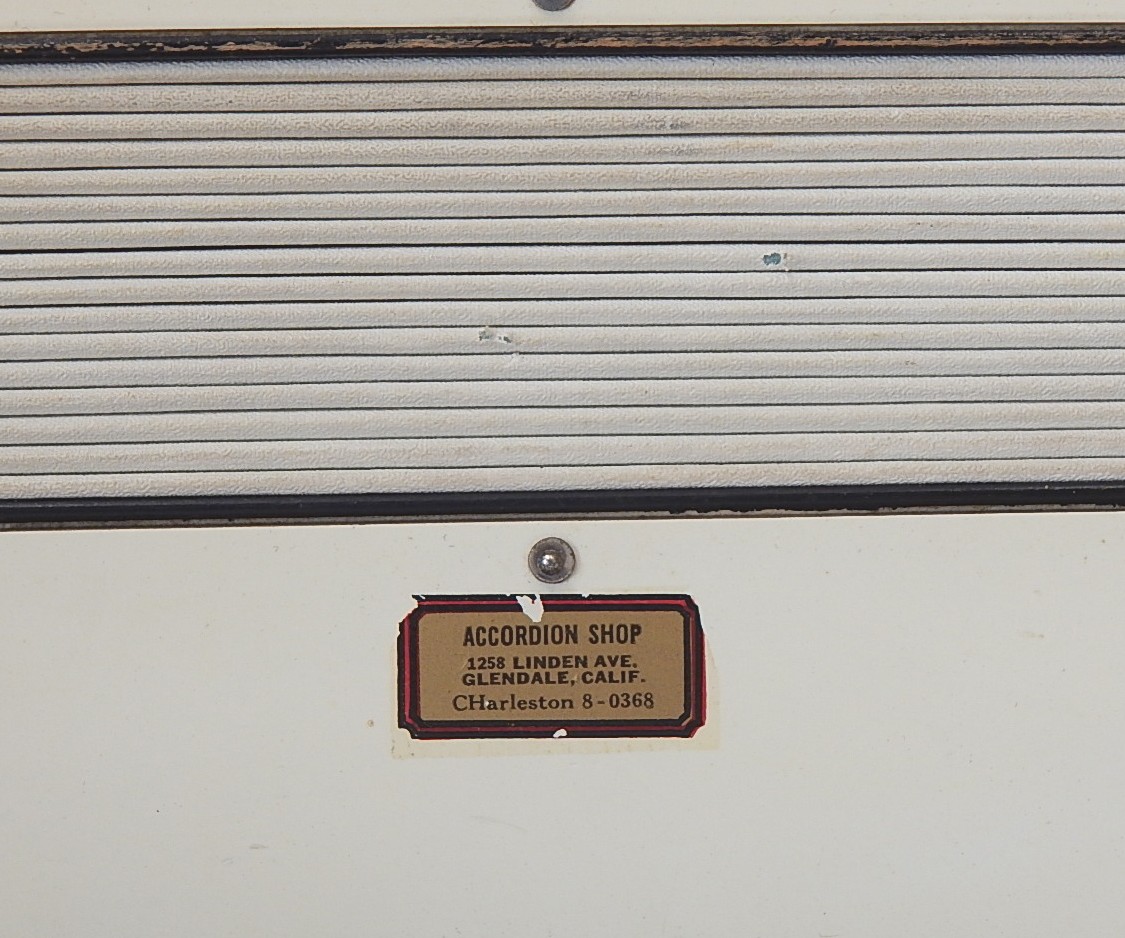 ACCORDION SHOP
1258 LINDEN AVE.
GLENDALE, CALIF.
CHarleston 8-0368